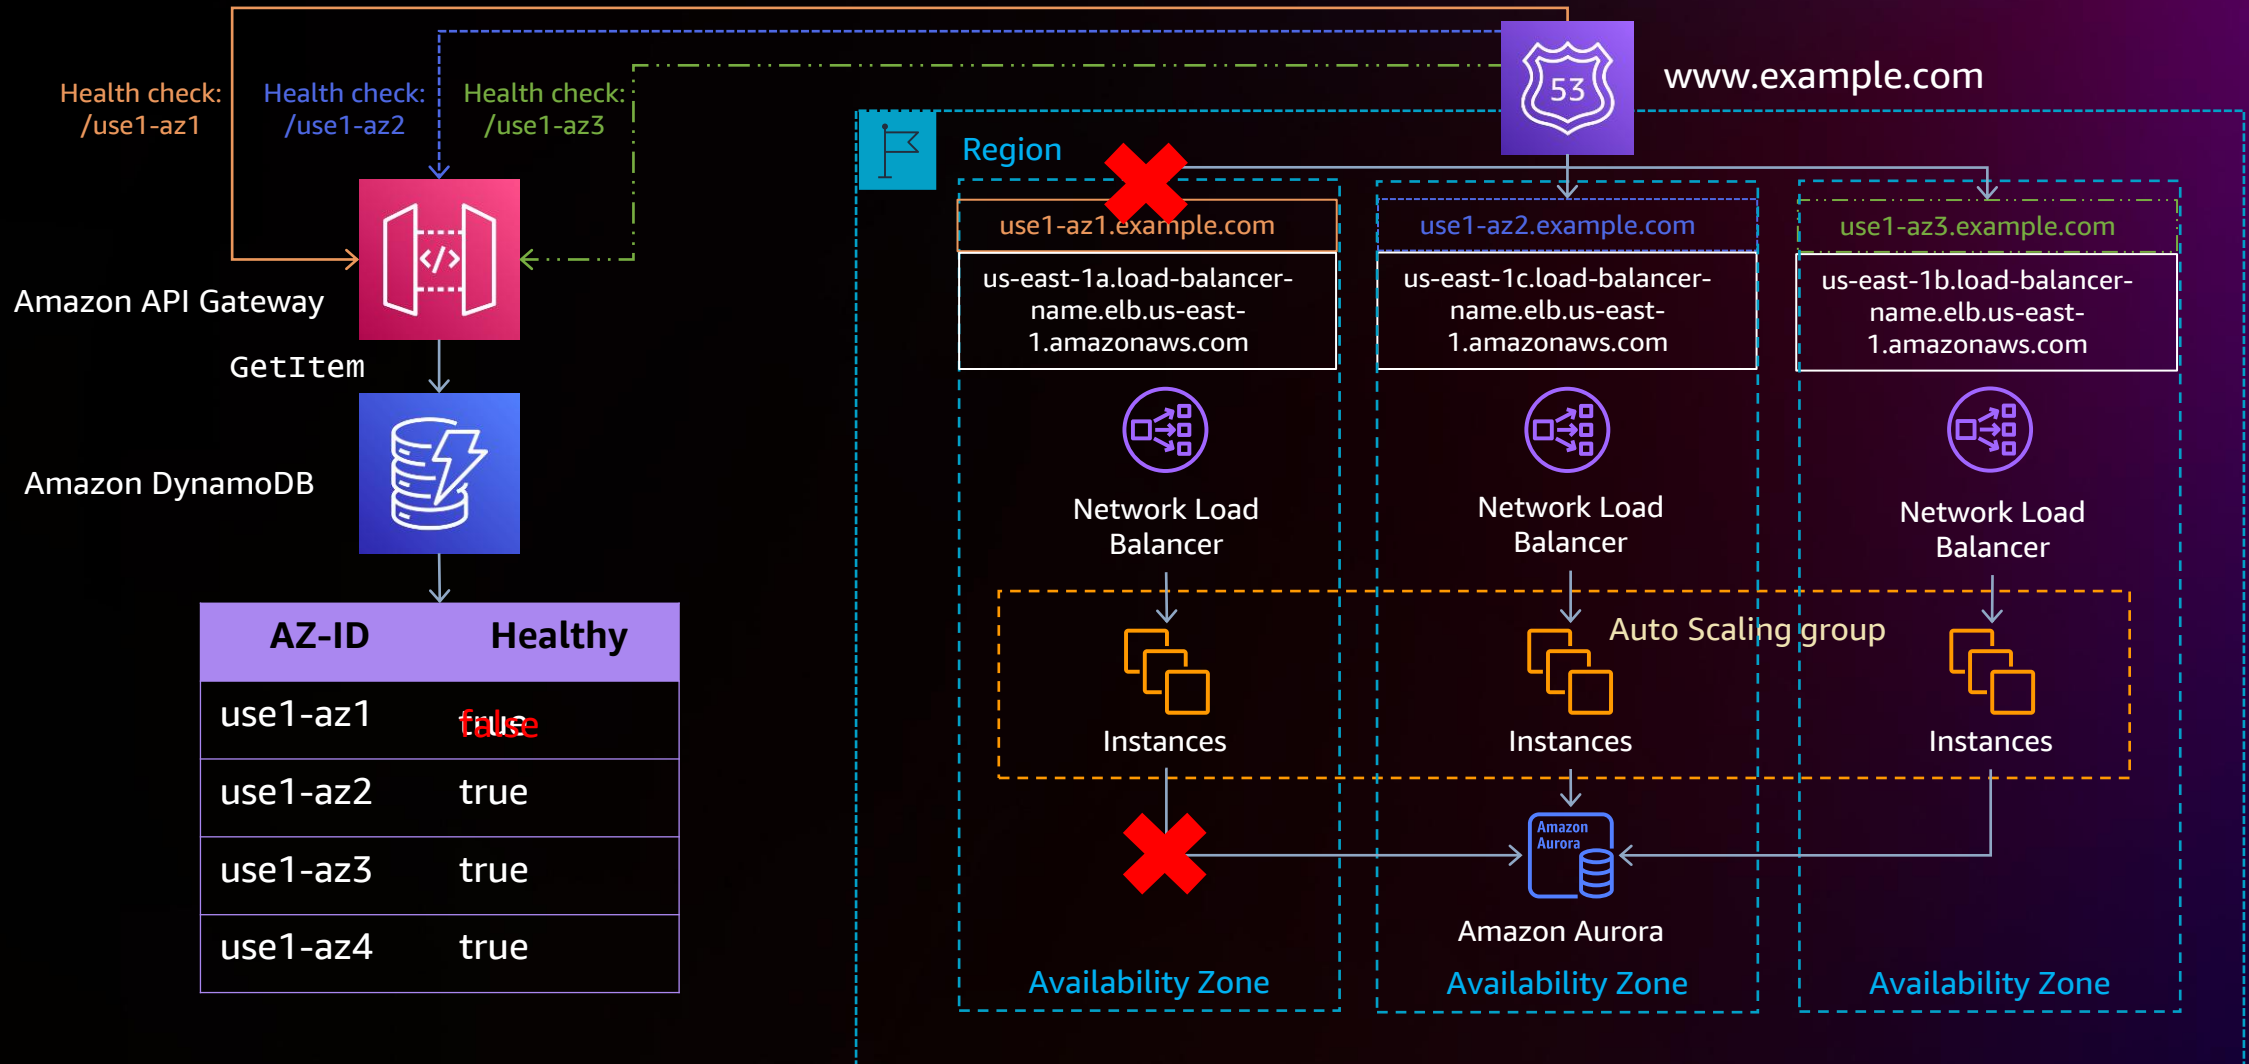 www.example.com
53
Health check:
/use1-az1
Health check:
/use1-az2
Health check:
/use1-az3
Region
use1-az1.example.com
use1-az2.example.com
use1-az3.example.com
us-east-1a.load-balancer-
name.elb.us-east-
1.amazonaws.com
us-east-1c.load-balancer-
name.elb.us-east-
1.amazonaws.com
us-east-1b.load-balancer-
name.elb.us-east-
1.amazonaws.com
</>
Amazon API Gateway
GetItem
Amazon DynamoDB
Network Load
Balancer
Network Load
Balancer
Network Load
Balancer
AZ-ID Healthy
use1-az1 true false
use1-az2 true
use1-az3 true
use1-az4 true
Auto Scaling group
Instances
Instances
Instances
Amazon
Aurora
Amazon Aurora
Availability Zone
Availability Zone
Availability Zone